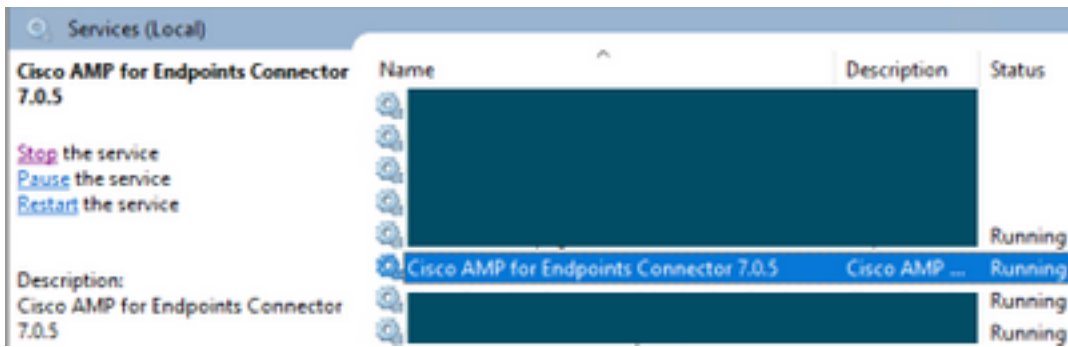 Services (Local)
Cisco AMP for Endpoints Connector
7.0.5
Stop the service
Pause the service
Restart the service
Description:
Cisco AMP for Endpoints Connector
7.0.5
Name Description Status
Running
Cisco AMP for Endpoints Connector 7.0.5 Cisco AMP ... Running
Running
Running